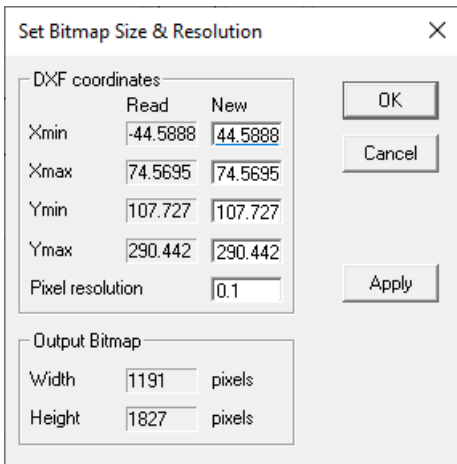 Set Bitmap Size & Resolution
DXF coordinates
Read New
Xmin -44.5888 44.5888
Xmax 74.5695 74.5695
Ymin 107.727 107.727
Ymax 290.442 290.442
Pixel resolution 0.1
OK
Cancel
Apply
Output Bitmap
Width 1191 pixels
Height 1827 pixels